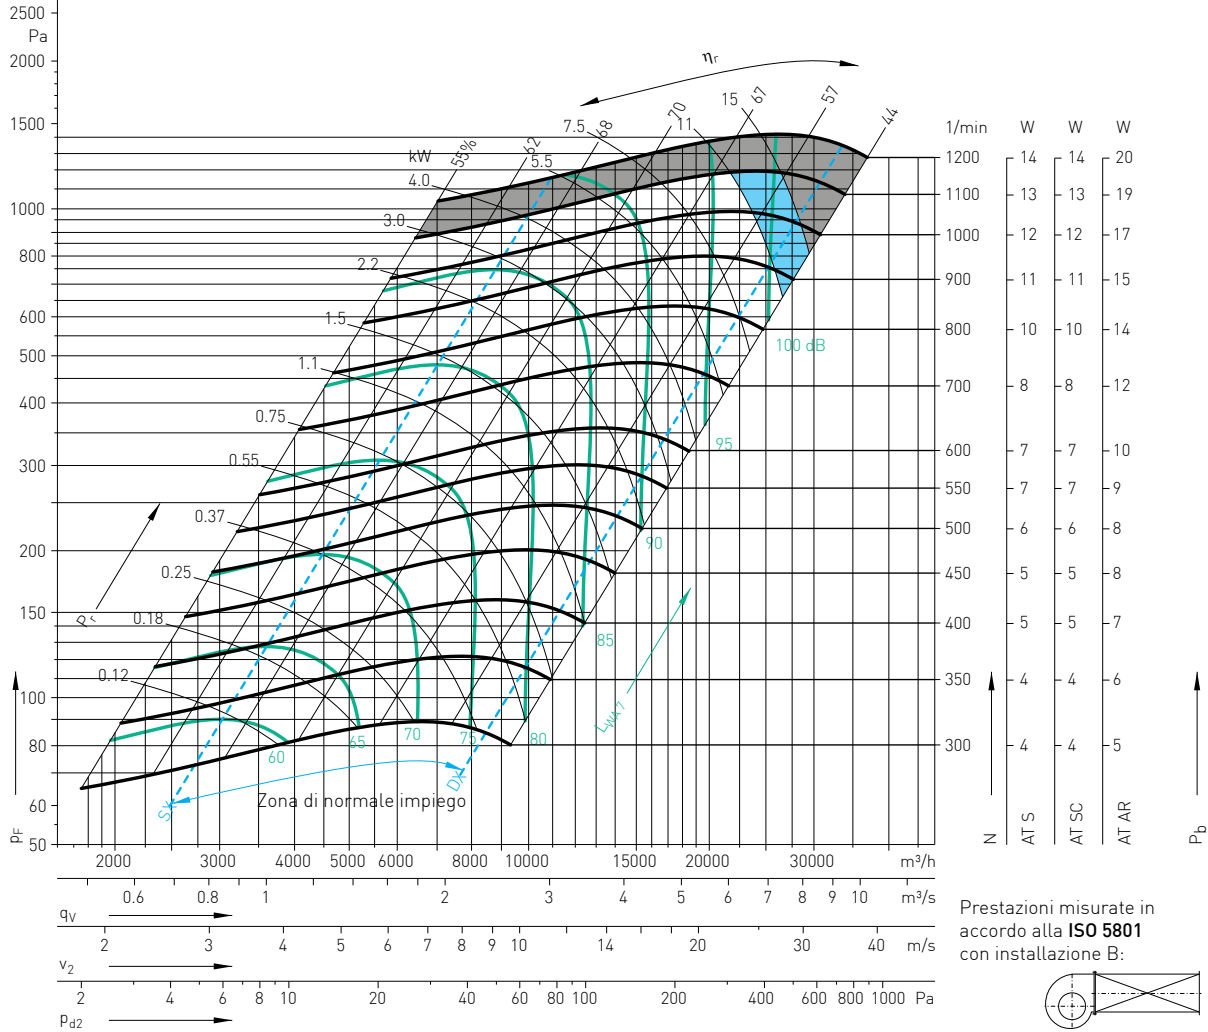 2500
Pa
2000
1500
1000
800
600
500
400
300
200
150
100
80
60
50
pF
Pr
kW
4.0
3.0
2.2
1.5
1.1
0.75
0.55
0.37
0.25
0.18
0.12
5.5
7.5
11
15
ηr
55%
62
68
70
67
57
44
100 dB
95
90
85
80
75
70
65
60
LWA 7
SX
DX
Zona di normale impiego
1/min W W W
1200 14 14 20
1100 13 13 19
1000 12 12 17
900 11 11 15
800 10 10 14
700 8 8 12
600 7 7 10
550 7 7 9
500 6 6 8
450 5 5 8
400 5 5 7
350 4 4 6
300 4 4 5
N AT S AT SC AT AR Pb
2000 3000 4000 5000 6000 8000 10000 15000 20000 30000 m³/h
0.6 0.8 1 2 3 4 5 6 7 8 9 10 m³/s
qV
2 3 4 5 6 7 8 9 10 14 20 30 40 m/s
v2
2 4 6 8 10 20 40 60 80 100 200 400 600 800 1000 Pa
pd2
Prestazioni misurate in
accordo alla ISO 5801
con installazione B: